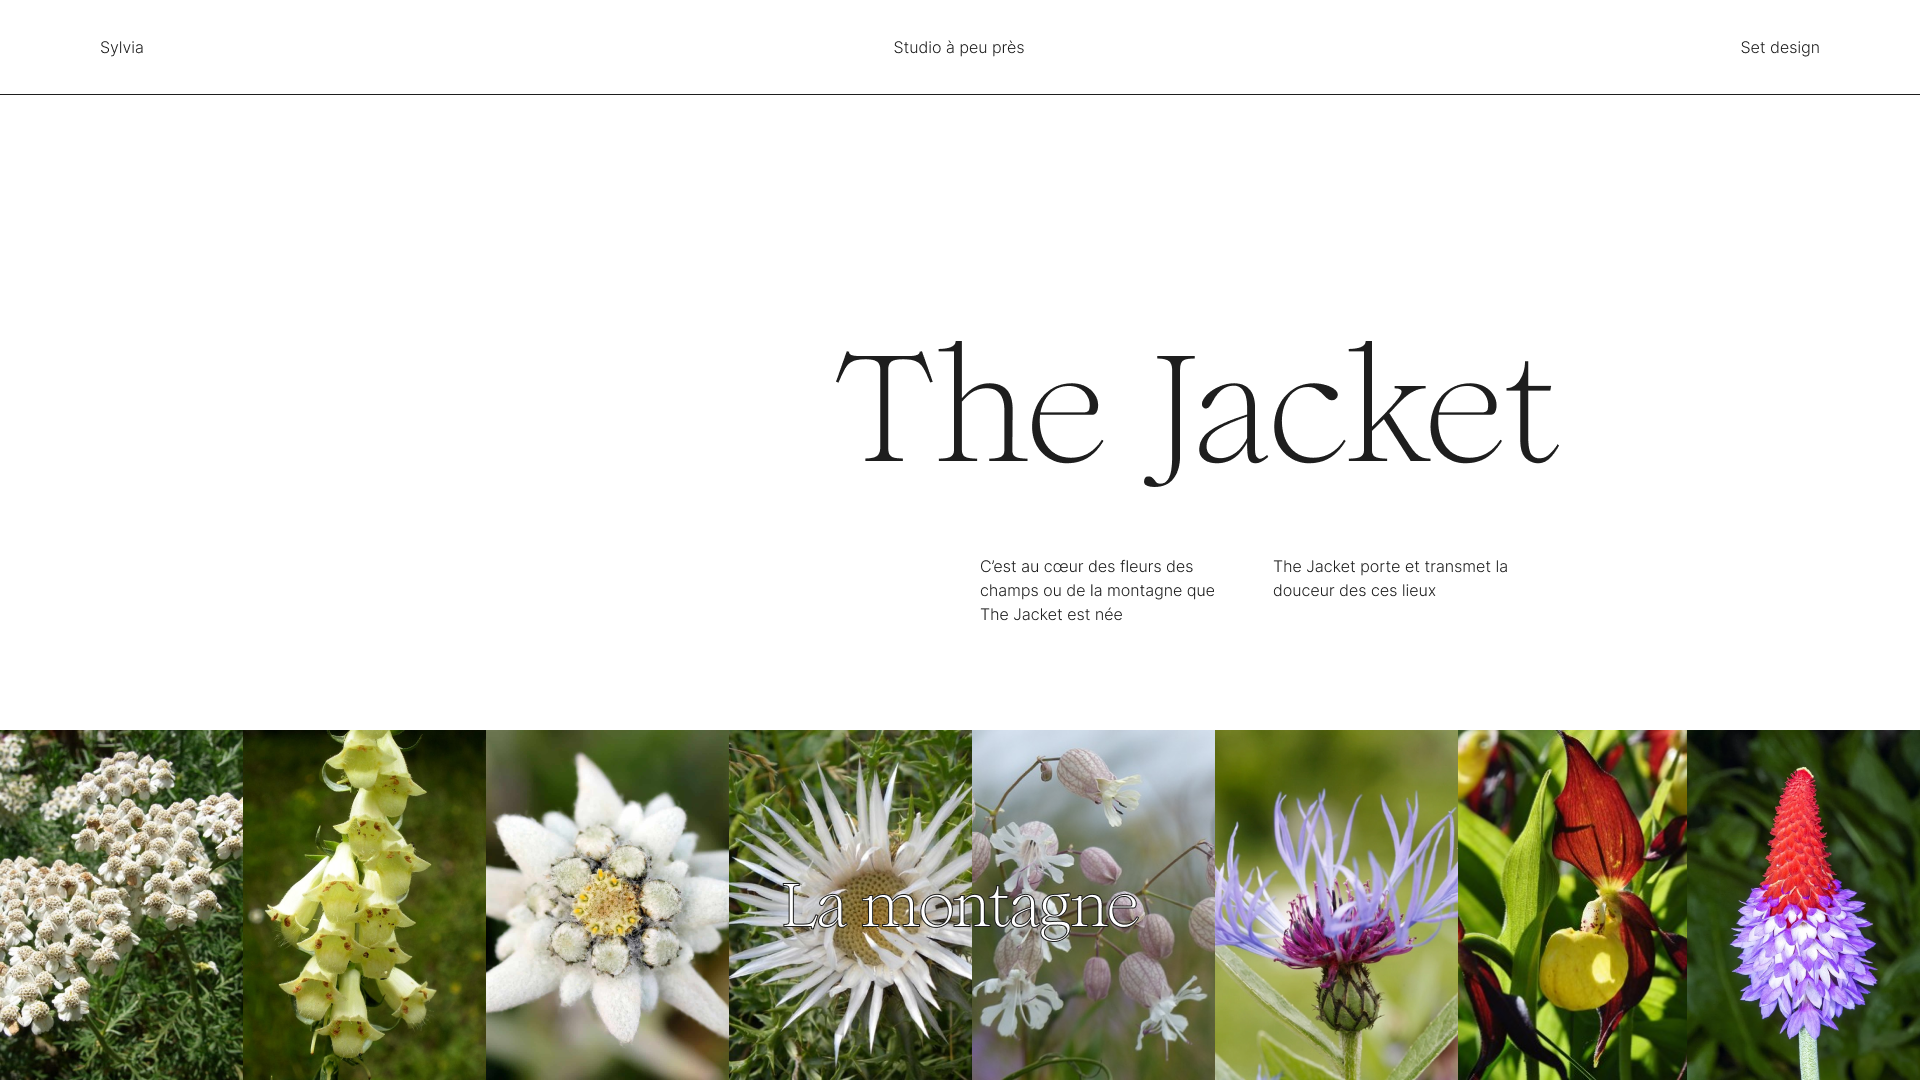 Sylvia
Studio à peu près
Set design
The Jacket
C’est au cœur des fleurs des
champs ou de la montagne que
The Jacket est née
The Jacket porte et transmet la
douceur des ces lieux
La montagne